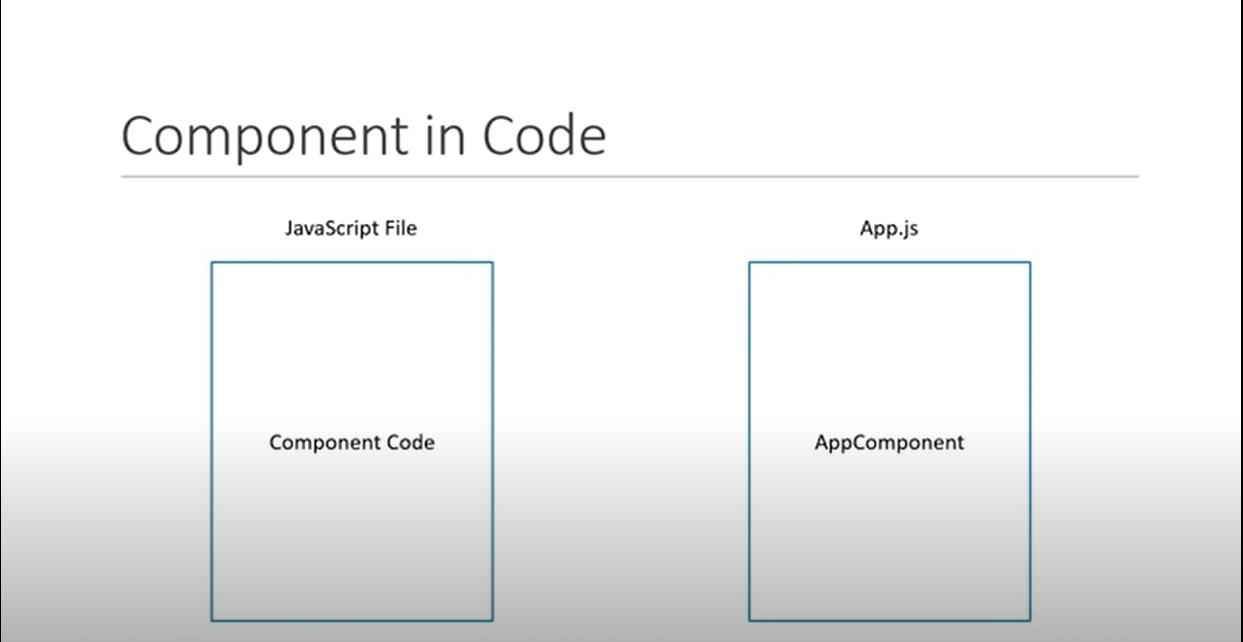 Component in Code
JavaScript File
App.js
Component Code
AppComponent